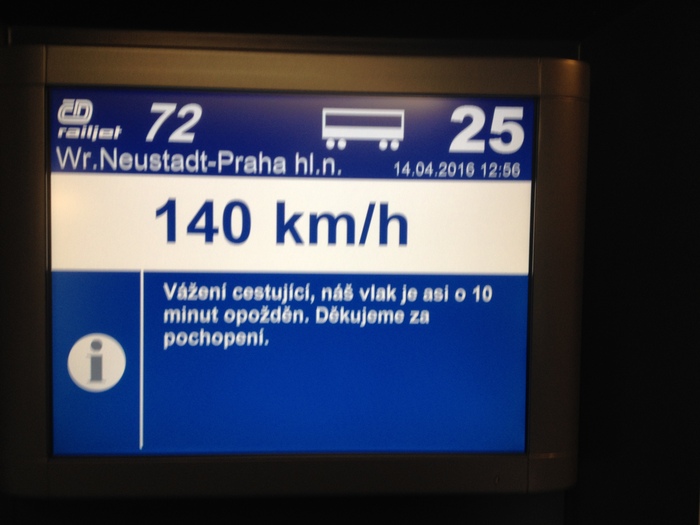 ČD railjet 72 25
Wr.Neustadt-Praha hl.n. 14.04.2016 12:56
140 km/h
Vážení cestující, náš vlak je asi o 10
minut opožděn. Děkujeme za
pochopení.
i